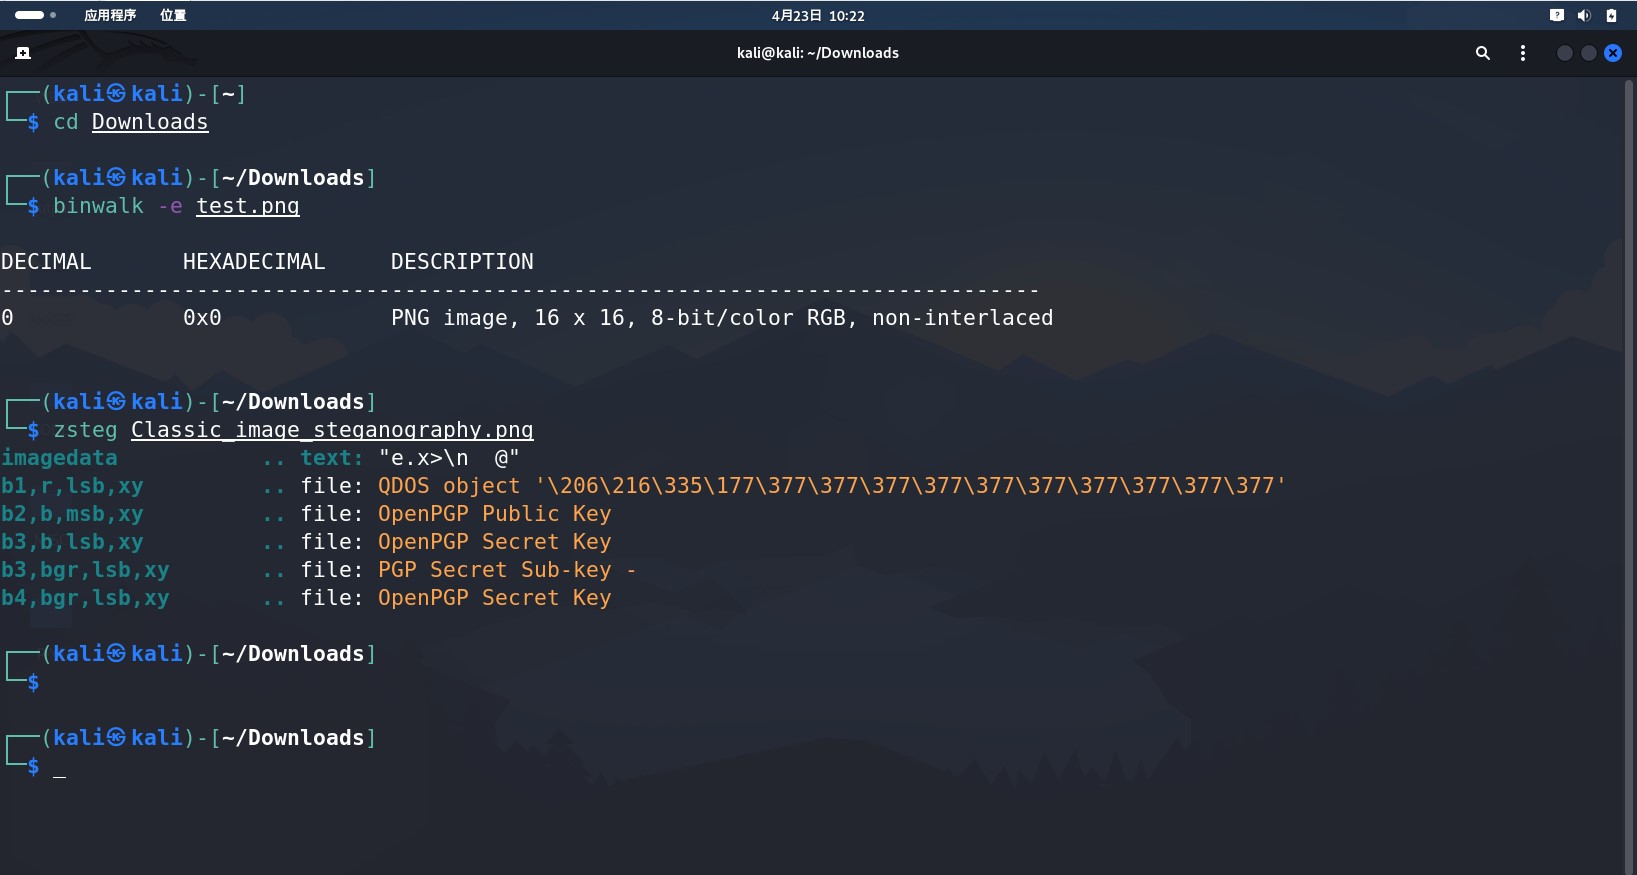 应用程序 位置 4月23日 10:22
kali@kali: ~/Downloads
┌──(kali㉿kali)-[~]
└─$ cd Downloads
┌──(kali㉿kali)-[~/Downloads]
└─$ binwalk -e test.png
DECIMAL       HEXADECIMAL     DESCRIPTION
--------------------------------------------------------------------------------
0             0x0             PNG image, 16 x 16, 8-bit/color RGB, non-interlaced
┌──(kali㉿kali)-[~/Downloads]
└─$ zsteg Classic_image_steganography.png
imagedata           .. text: "e.x>\n  @"
b1,r,lsb,xy         .. file: QDOS object '\206\216\335\177\377\377\377\377\377\377\377\377\377\377'
b2,b,msb,xy         .. file: OpenPGP Public Key
b3,b,lsb,xy         .. file: OpenPGP Secret Key
b3,bgr,lsb,xy       .. file: PGP Secret Sub-key -
b4,bgr,lsb,xy       .. file: OpenPGP Secret Key
┌──(kali㉿kali)-[~/Downloads]
└─$
┌──(kali㉿kali)-[~/Downloads]
└─$ _